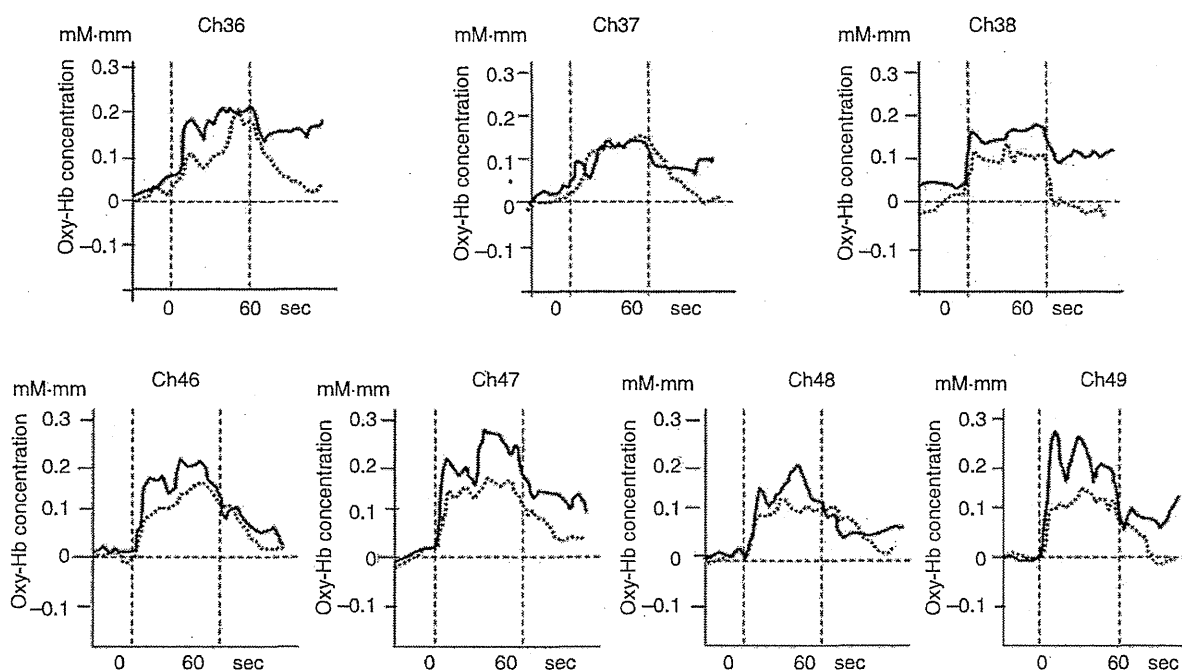 Ch36
mM·mm
0.3
0.2
0.1
0
–0.1
Oxy-Hb concentration
0 60 sec
Ch37
mM·mm
0.3
0.2
0.1
0
–0.1
Oxy-Hb concentration
0 60 sec
Ch38
mM·mm
0.3
0.2
0.1
0
–0.1
Oxy-Hb concentration
0 60 sec
Ch46
mM·mm
0.3
0.2
0.1
0
–0.1
Oxy-Hb concentration
0 60 sec
Ch47
mM·mm
0.3
0.2
0.1
0
–0.1
Oxy-Hb concentration
0 60 sec
Ch48
mM·mm
0.3
0.2
0.1
0
–0.1
Oxy-Hb concentration
0 60 sec
Ch49
mM·mm
0.3
0.2
0.1
0
–0.1
Oxy-Hb concentration
0 60 sec